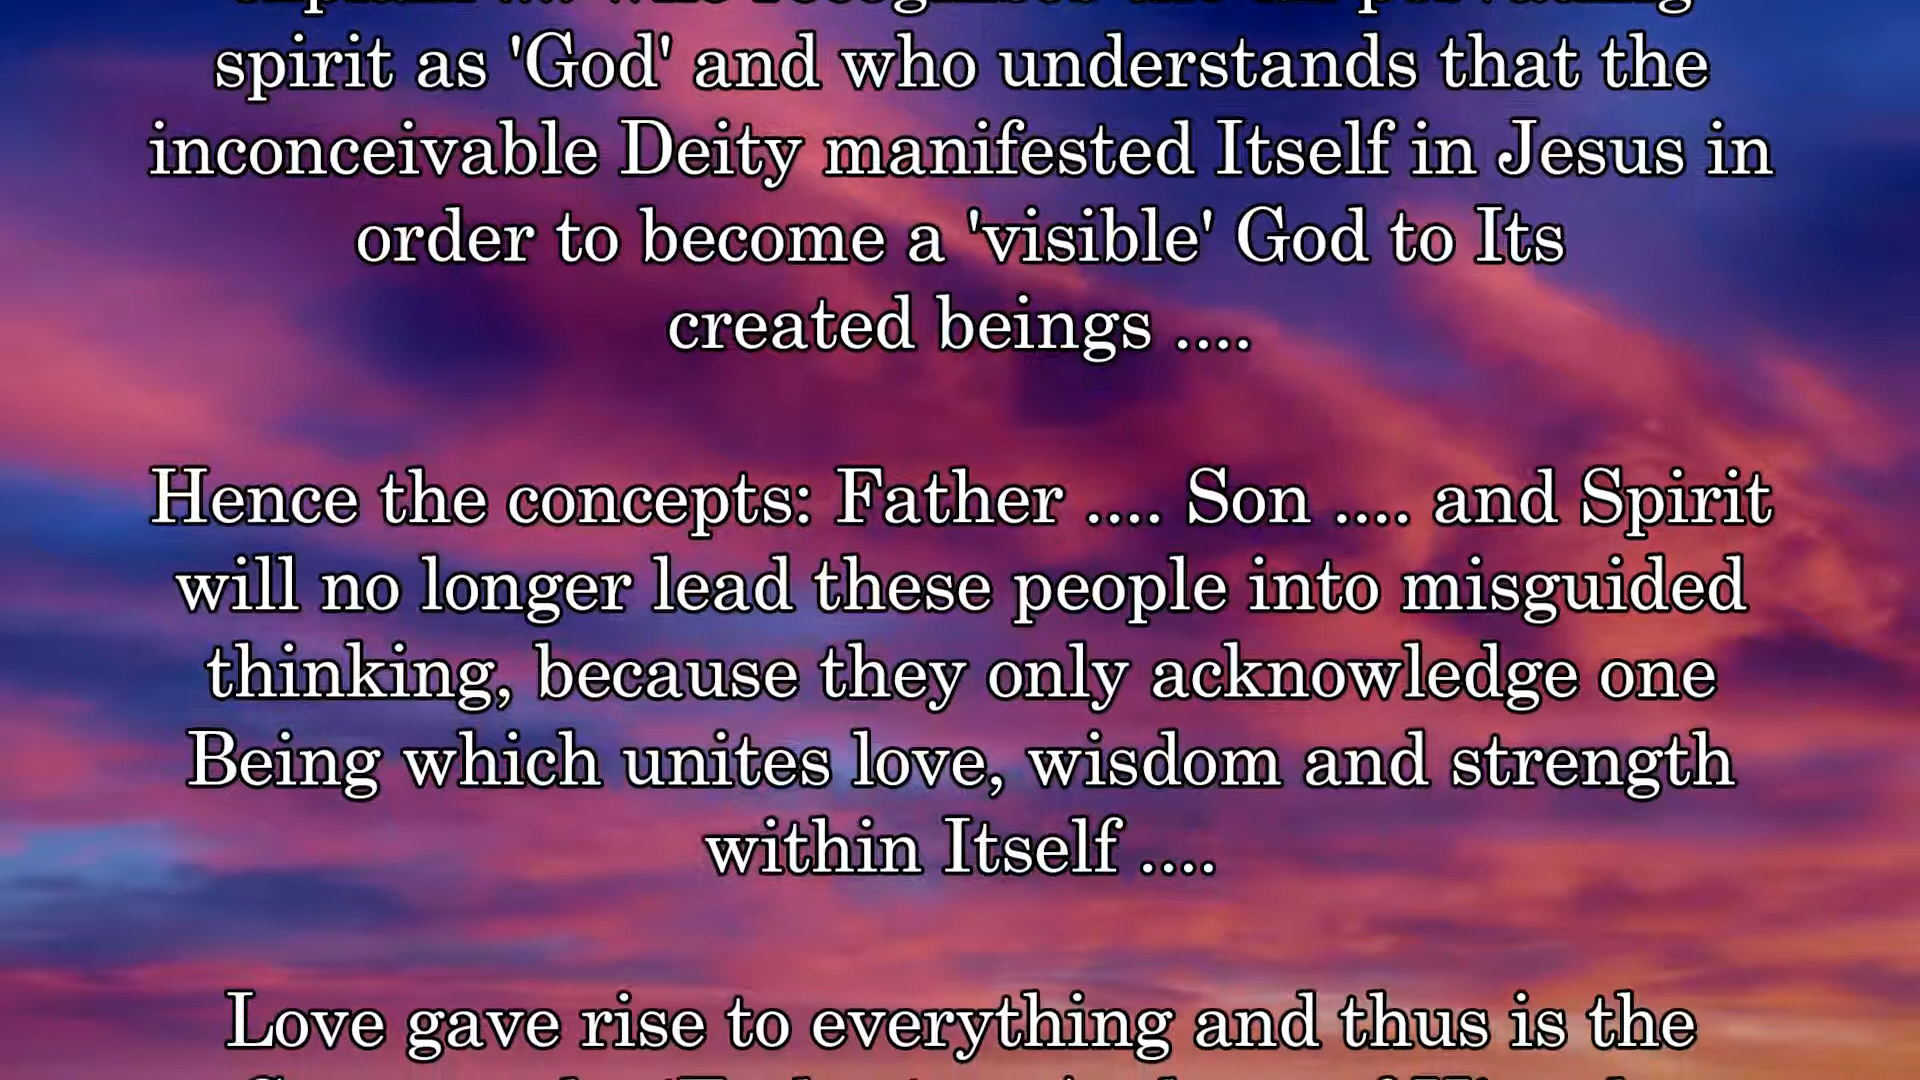 spirit as 'God' and who understands that the
inconceivable Deity manifested Itself in Jesus in
order to become a 'visible' God to Its
created beings ....
Hence the concepts: Father .... Son .... and Spirit
will no longer lead these people into misguided
thinking, because they only acknowledge one
Being which unites love, wisdom and strength
within Itself ....
Love gave rise to everything and thus is the